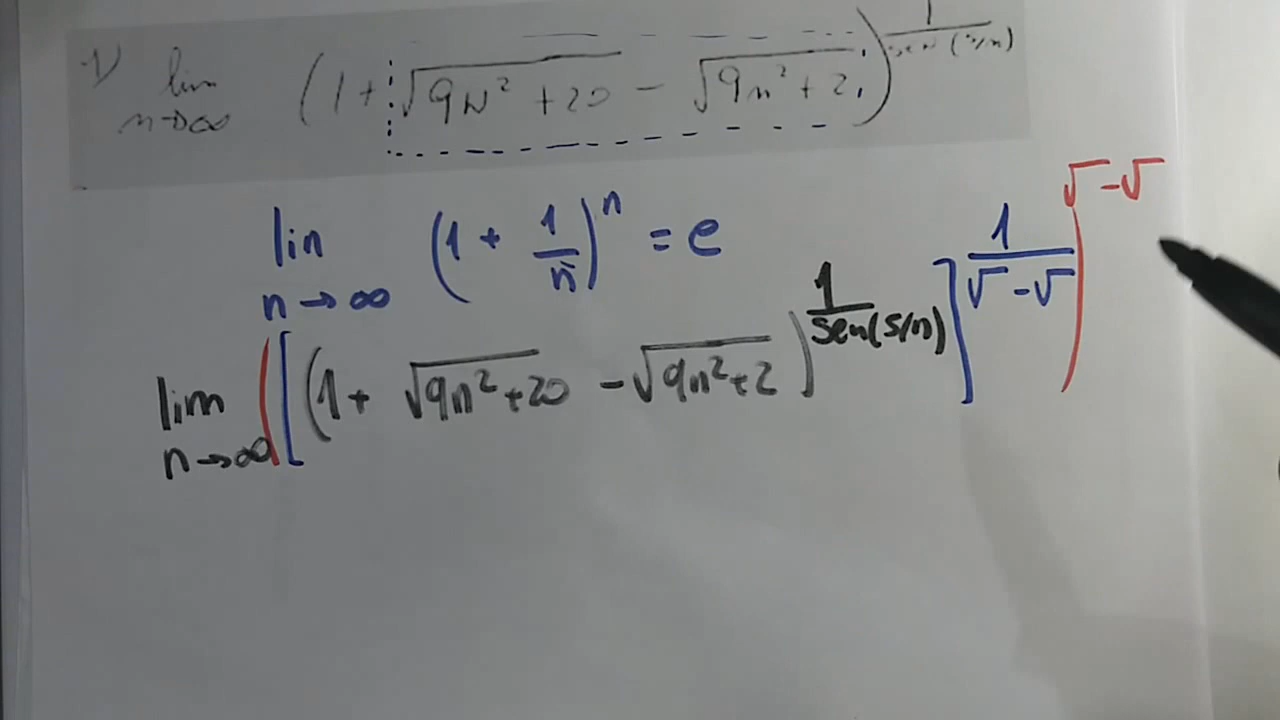 1) lim n→∞ (1 + √9N² + 20 − √9n² + 2)^1/sen(5/n)
lin n→∞ (1 + 1/n)^n = e
lim n→∞ ([(1 + √9n²+20 − √9n²+2)^1/sen(5/n)]^1/√ − √)^√ − √